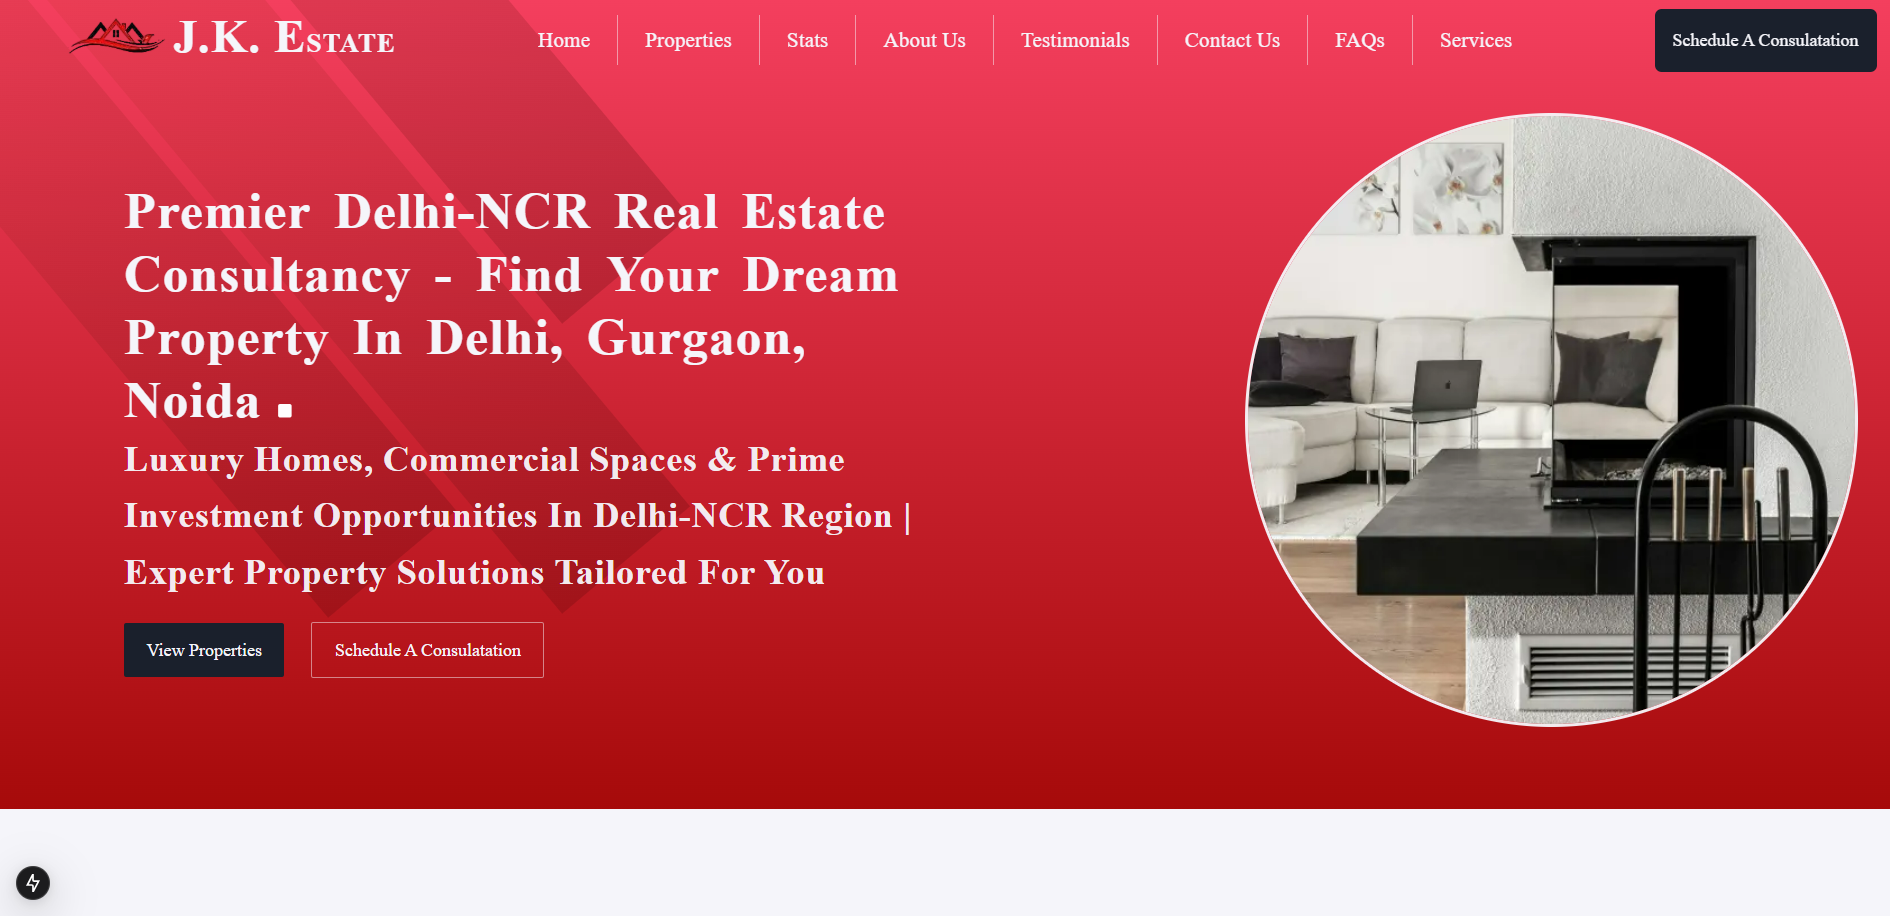 J.K. Estate
Home
Properties
Stats
About Us
Testimonials
Contact Us
FAQs
Services
Schedule A Consulatation
Premier Delhi-NCR Real Estate
Consultancy - Find Your Dream
Property In Delhi, Gurgaon,
Noida .
Luxury Homes, Commercial Spaces & Prime
Investment Opportunities In Delhi-NCR Region |
Expert Property Solutions Tailored For You
View Properties
Schedule A Consulatation